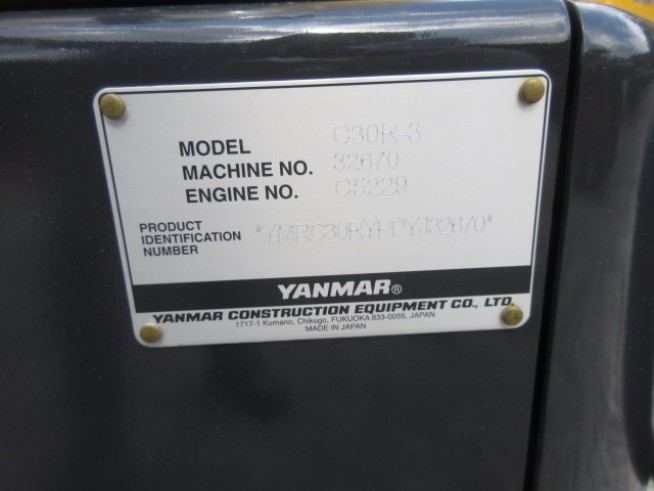 MODEL C30R-3
MACHINE NO. 32670
ENGINE NO. C5229
PRODUCT
IDENTIFICATION *YMRC30RYPPYJ32670*
NUMBER
YANMAR®
YANMAR CONSTRUCTION EQUIPMENT CO., LTD.
1717-1 Kumano, Chikugo, FUKUOKA 833-0055, JAPAN
MADE IN JAPAN